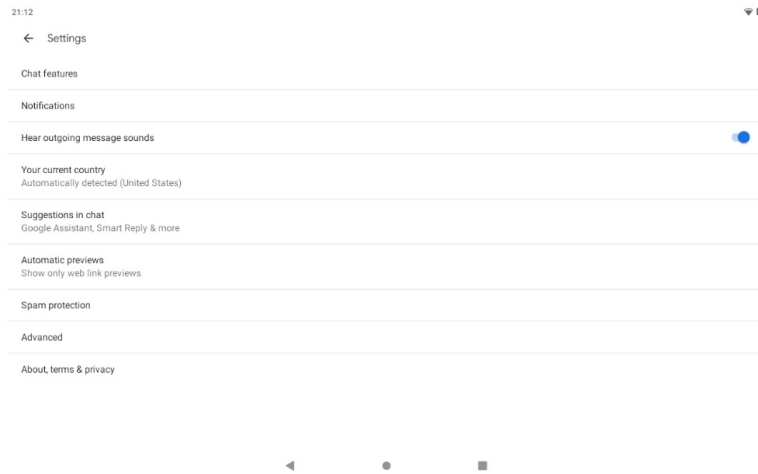 21:12
Settings
Chat features
Notifications
Hear outgoing message sounds
Your current country
Automatically detected (United States)
Suggestions in chat
Google Assistant, Smart Reply & more
Automatic previews
Show only web link previews
Spam protection
Advanced
About, terms & privacy